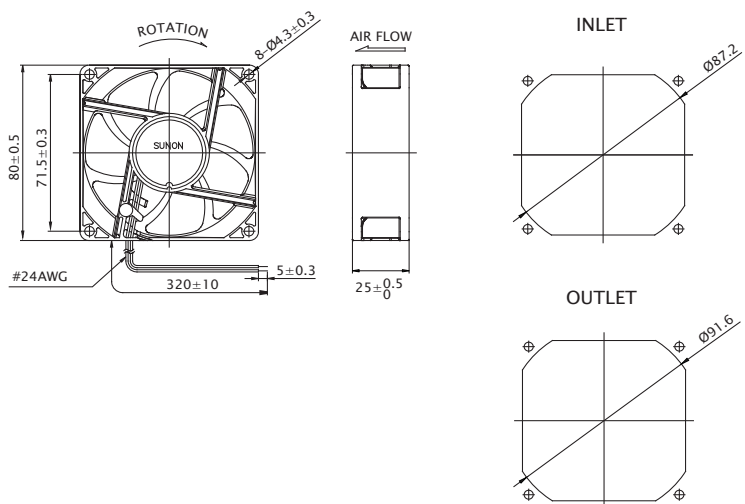 ROTATION
8-Ø4.3±0.3
80±0.5
71.5±0.3
SUNON
#24AWG
320±10
5±0.3
AIR FLOW
25±0.5
0
INLET
Ø87.2
OUTLET
Ø91.6